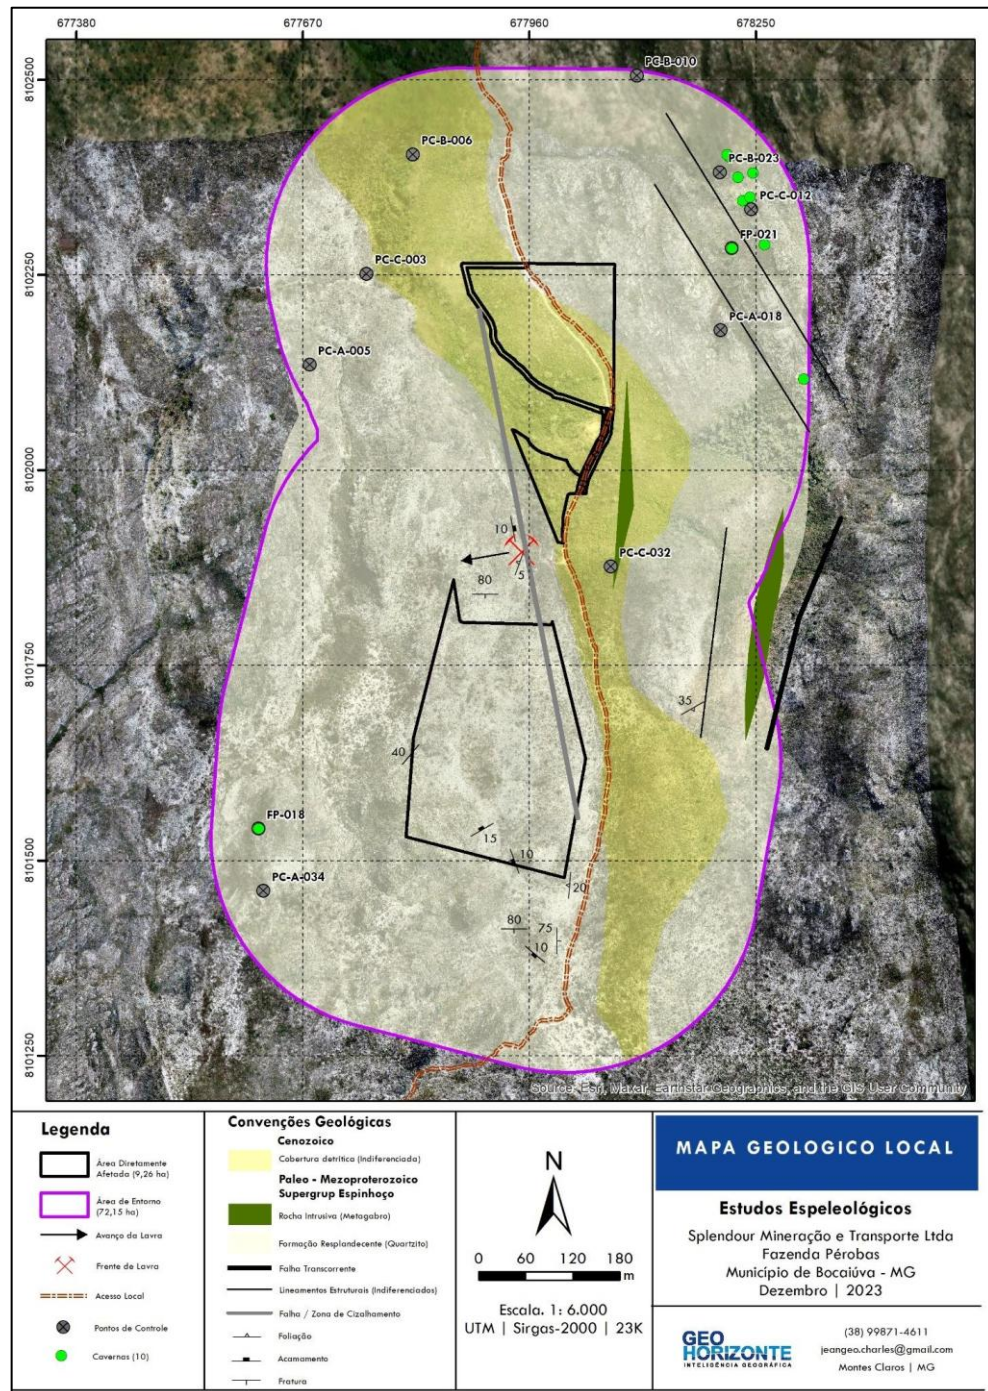 677380
677670
677960
678250
8102500
8102250
8102000
8101750
8101500
8101250
PC-B-010
PC-B-006
PC-B-023
PC-C-012
FP-021
PC-C-003
PC-A-018
PC-A-005
10
PC-C-032
5
80
35
40
FP-018
15
10
PC-A-034
20
80
75
10
Source: Esri, Maxar, Earthstar Geographics, and the GIS User Community
Legenda
Área Diretamente
Afetada (9,26 ha)
Área de Entorno
(72,15 ha)
Avanço da Lavra
Frente de Lavra
Acesso Local
Pontos de Controle
Cavernas (10)
Convenções Geológicas
Cenozoico
Cobertura detrítica (Indiferenciada)
Paleo - Mezoproterozoico
Supergrup Espinhoço
Rocha Intrusiva (Metagabro)
Formação Resplandecente (Quartzito)
Falha Transcorrente
Lineamentos Estruturais (Indiferenciados)
Falha / Zona de Cizalhamento
Foliação
Acamamento
Fratura
N
0 60 120 180
m
Escala. 1: 6.000
UTM | Sirgas-2000 | 23K
MAPA GEOLOGICO LOCAL
Estudos Espeleológicos
Splendour Mineração e Transporte Ltda
Fazenda Pérobas
Município de Bocaiúva - MG
Dezembro | 2023
GEO
HORIZONTE
INTELIGÊNCIA GEOGRÁFICA
(38) 99871-4611
jeangeo.charles@gmail.com
Montes Claros | MG